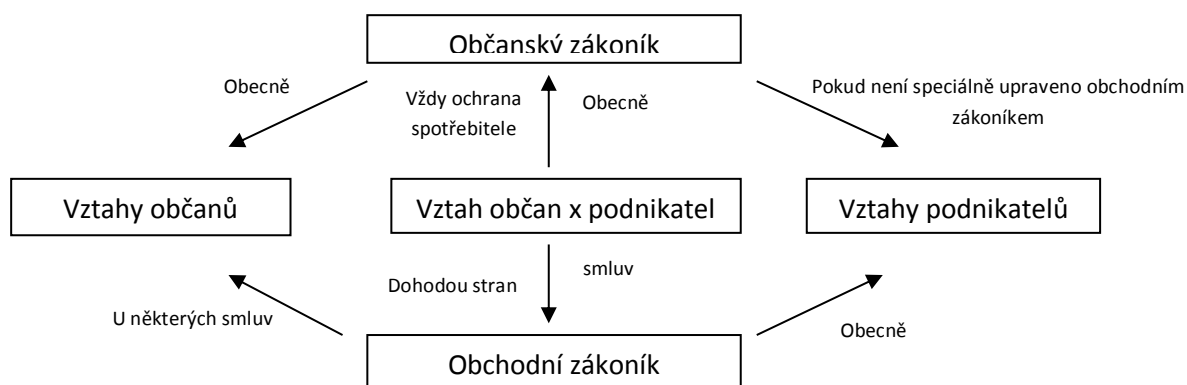 Občanský zákoník
Obecně
Vždy ochrana
spotřebitele
Obecně
Pokud není speciálně upraveno obchodním
zákoníkem
Vztahy občanů
Vztah občan x podnikatel
Vztahy podnikatelů
Dohodou stran
smluv
U některých smluv
Obecně
Obchodní zákoník